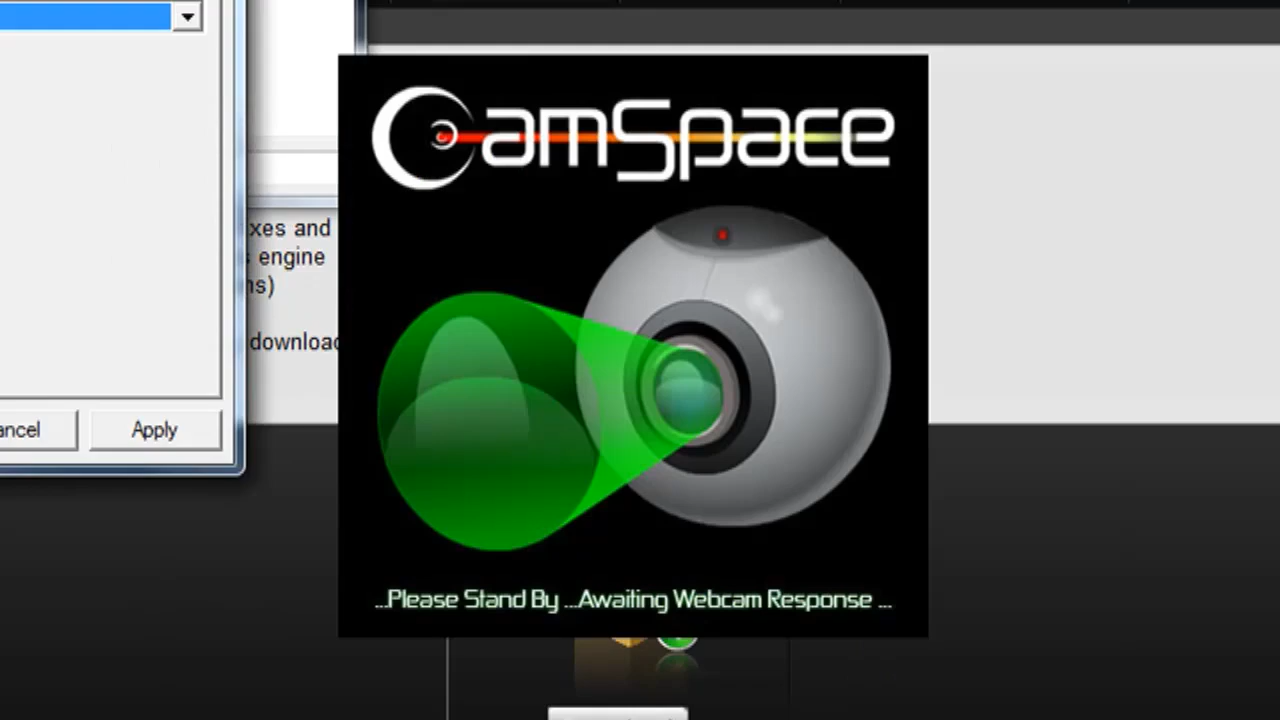 CamSpace
xes and
engine
ns)
download
ancel
Apply
...Please Stand By ...Awaiting Webcam Response ...